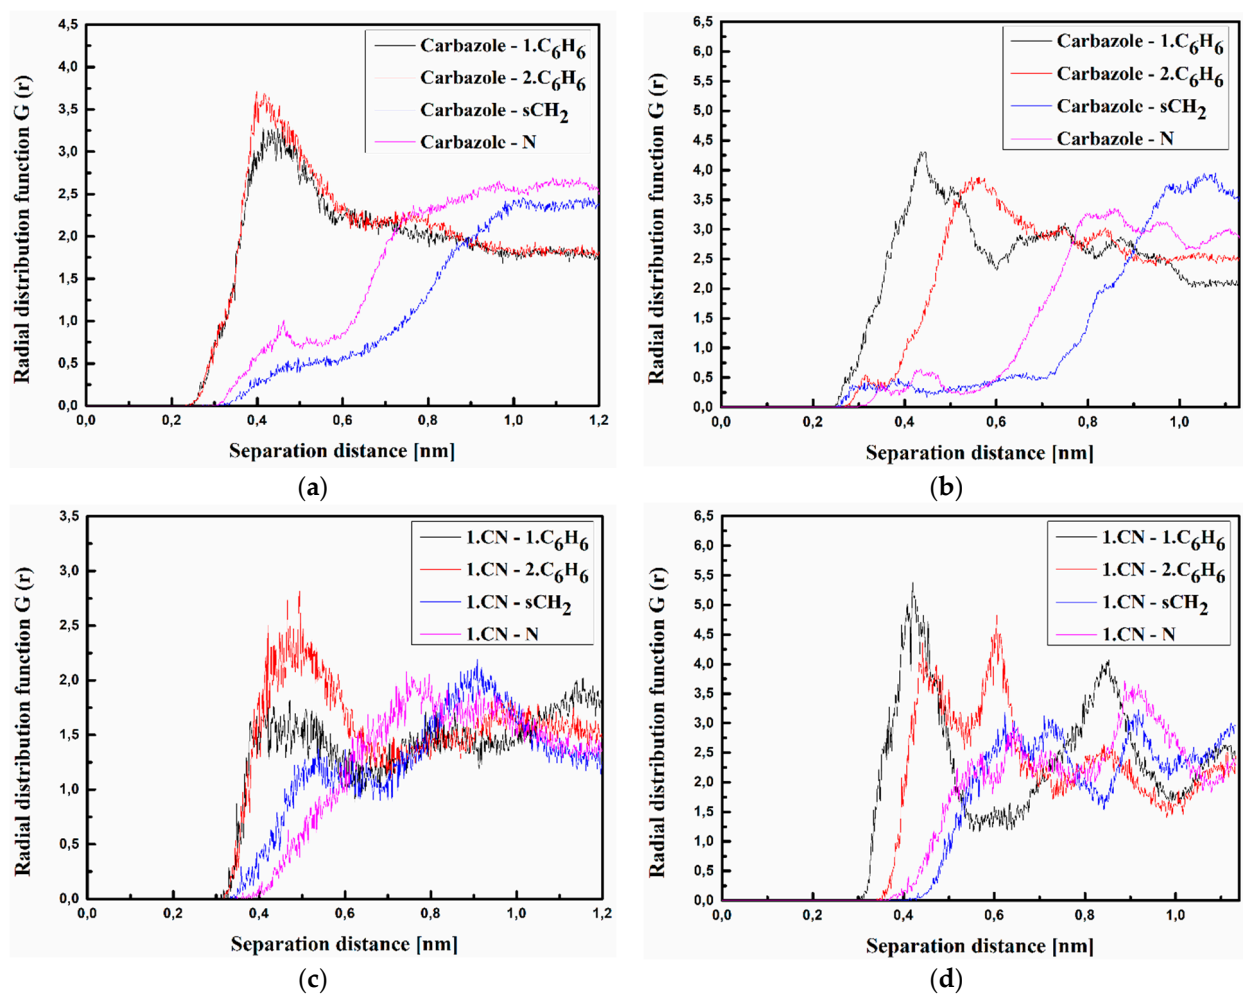 4,5
4,0
3,5
3,0
2,5
2,0
1,5
1,0
0,5
0,0
Radial distribution function G (r)
Carbazole - 1.C6H6
Carbazole - 2.C6H6
Carbazole - sCH2
Carbazolc - N
0,0 0,2 0,4 0,6 0,8 1,0 1,2
Separation distance [nm]
(a)
6,5
6,0
5,5
5,0
4,5
4,0
3,5
3,0
2,5
2,0
1,5
1,0
0,5
0,0
Radial distribution function G (r)
Carbazole - 1.C6H6
Carbazole - 2.C6H6
Carbazolc - sCH2
Carbazole - N
0,0 0,2 0,4 0,6 0,8 1,0
Separation distance [nm]
(b)
3,5
3,0
2,5
2,0
1,5
1,0
0,5
0,0
Radial distribution function G (r)
1.CN - 1.C6H6
1.CN - 2.C6H6
1.CN - sCH2
1.CN - N
0,0 0,2 0,4 0,6 0,8 1,0 1,2
Separation distance [nm]
(c)
6,5
6,0
5,5
5,0
4,5
4,0
3,5
3,0
2,5
2,0
1,5
1,0
0,5
0,0
Radial distribution function G (r)
1.CN - 1.C6H6
1.CN - 2.C6H6
1.CN - sCH2
1.CN - N
0,0 0,2 0,4 0,6 0,8 1,0
Separation distance [nm]
(d)